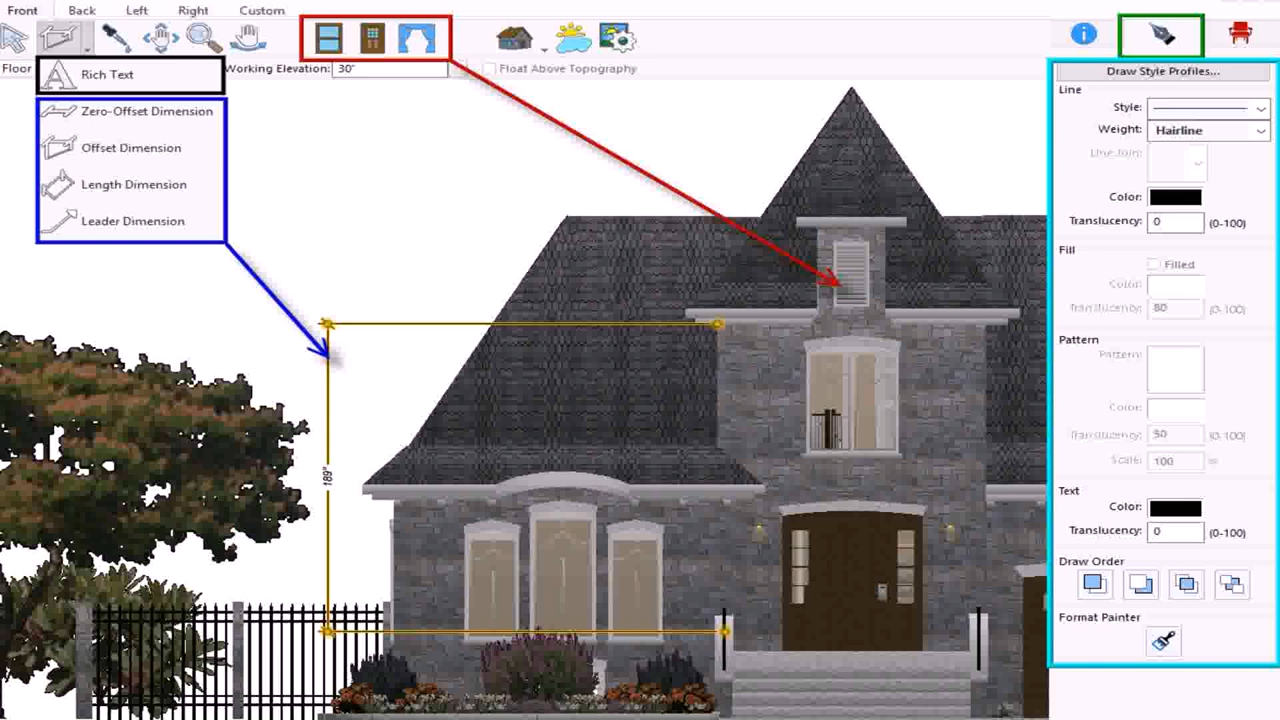 Front Back Left Right Custom
Floor Working Elevation: 30" Float Above Topography
Rich Text
Zero-Offset Dimension
Offset Dimension
Length Dimension
Leader Dimension
189"
Draw Style Profiles...
Line
Style:
Weight: Hairline
Line Join:
Color:
Translucency: 0 (0-100)
Fill
Filled
Color:
Translucency: 80 (0-100)
Pattern
Pattern:
Color:
Translucency: 50 (0-100)
Scale: 100 %
Text
Color:
Translucency: 0 (0-100)
Draw Order
Format Painter